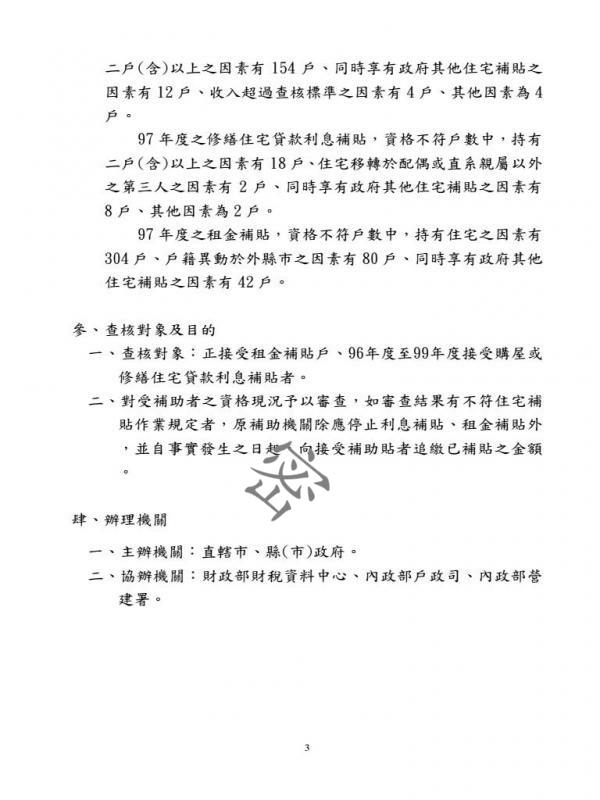 二戶(含)以上之因素有 154 戶、同時享有政府其他住宅補貼之
因素有 12 戶、收入超過查核標準之因素有 4 戶、其他因素為 4
戶。
97 年度之修繕住宅貸款利息補貼，資格不符戶數中，持有
二戶(含)以上之因素有 18 戶、住宅移轉於配偶或直系親屬以外
之第三人之因素有 2 戶、同時享有政府其他住宅補貼之因素有
8 戶、其他因素為 2 戶。
97 年度之租金補貼，資格不符戶數中，持有住宅之因素有
304 戶、戶籍異動於外縣市之因素有 80 戶、同時享有政府其他
住宅補貼之因素有 42 戶。
參、查核對象及目的
一、查核對象：正接受租金補貼戶、96年度至99年度接受購屋或
修繕住宅貸款利息補貼者。
二、對受補助者之資格現況予以審查，如審查結果有不符住宅補
貼作業規定者，原補助機關除應停止利息補貼、租金補貼外
，並自事實發生之日起，向接受補助貼者追繳已補貼之金額
。
密
肆、辦理機關
一、主辦機關：直轄市、縣(市)政府。
二、協辦機關：財政部財稅資料中心、內政部戶政司、內政部營
建署。
3